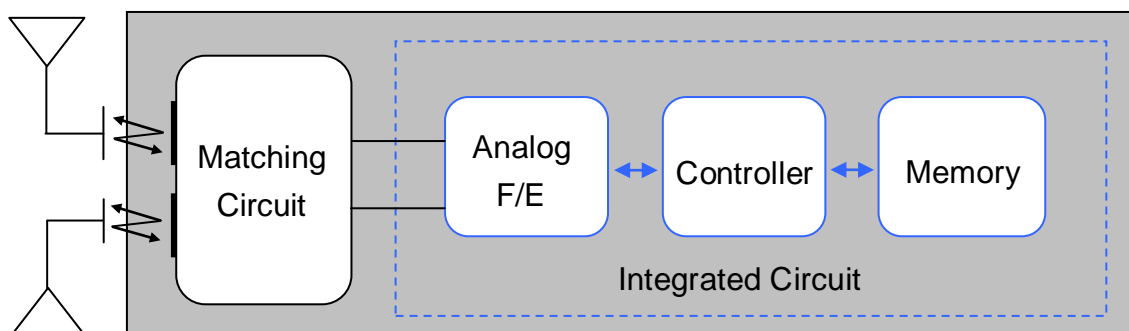 Matching
Circuit
Analog
F/E
Controller
Memory
Integrated Circuit